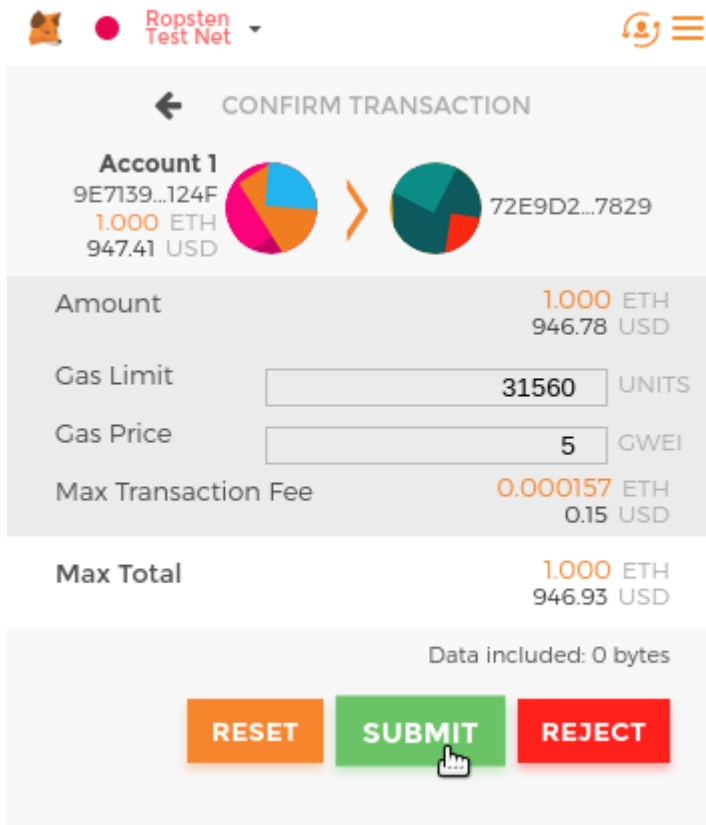 Ropsten
Test Net
CONFIRM TRANSACTION
Account 1
9E7139...124F
1.000 ETH
947.41 USD
72E9D2...7829
Amount
1.000 ETH
946.78 USD
Gas Limit
31560 UNITS
Gas Price
5 GWEI
Max Transaction Fee
0.000157 ETH
0.15 USD
Max Total
1.000 ETH
946.93 USD
Data included: 0 bytes
RESET SUBMIT REJECT